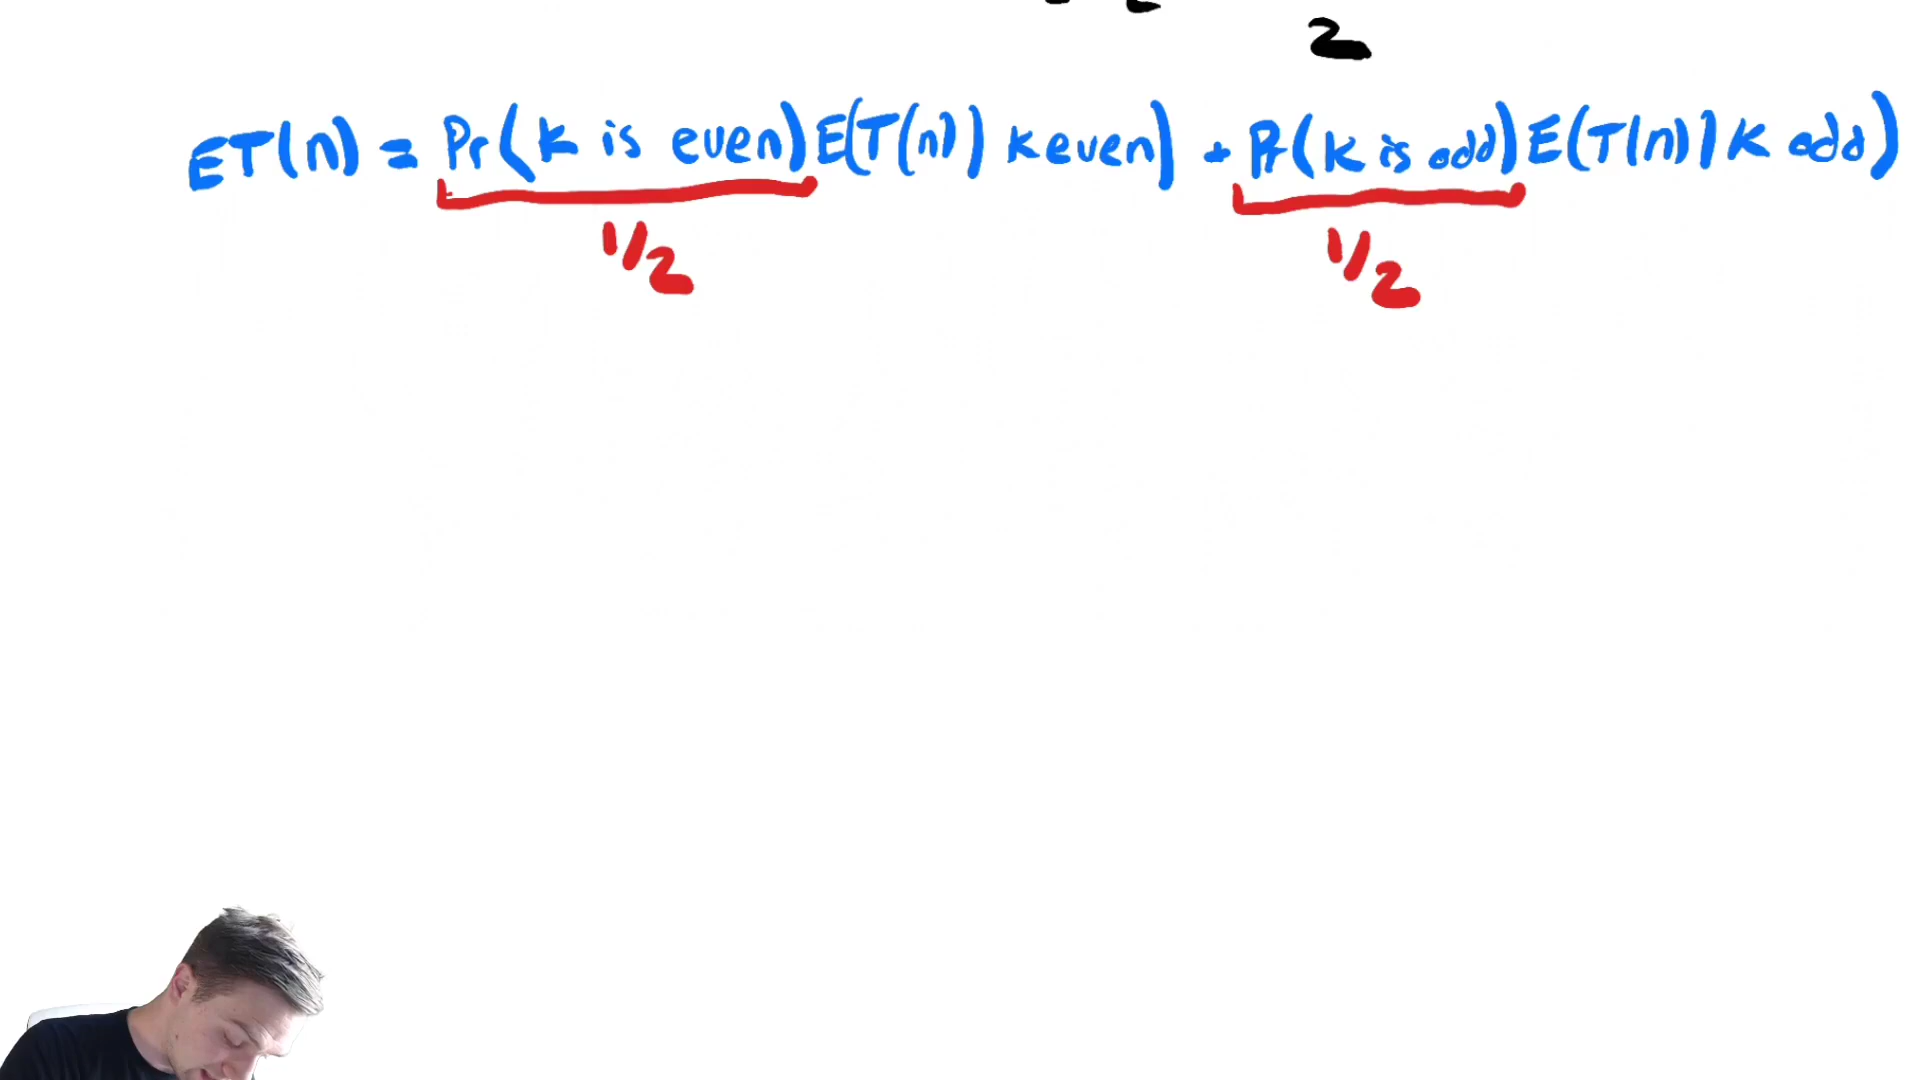 2
ET(n) = Pr(k is even)E(T(n)) k even) + Pr(k is odd)E(T(n)) k odd)
1/2 1/2